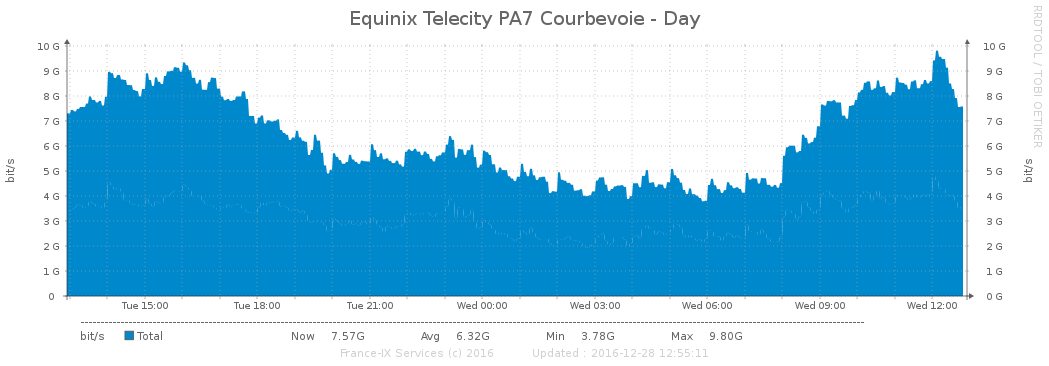 Equinix Telecity PA7 Courbevoie - Day
RRDTOOL / TOBI OETIKER
bit/s
10 G 10 G
9 G 9 G
8 G 8 G
7 G 7 G
6 G 6 G
5 G 5 G
4 G 4 G
3 G 3 G
2 G 2 G
1 G 1 G
0 0 G
bit/s
Tue 15:00 Tue 18:00 Tue 21:00 Wed 00:00 Wed 03:00 Wed 06:00 Wed 09:00 Wed 12:00
bit/s Total Now 7.57G Avg 6.32G Min 3.78G Max 9.80G
France-IX Services (c) 2016 Updated : 2016-12-28 12:55:11